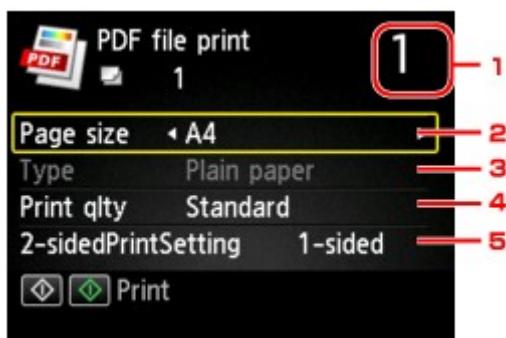 PDF file print
PDF
1
1
1
Page size A4
2
Type Plain paper
3
Print qlty Standard
4
2-sidedPrintSetting 1-sided
5
Print